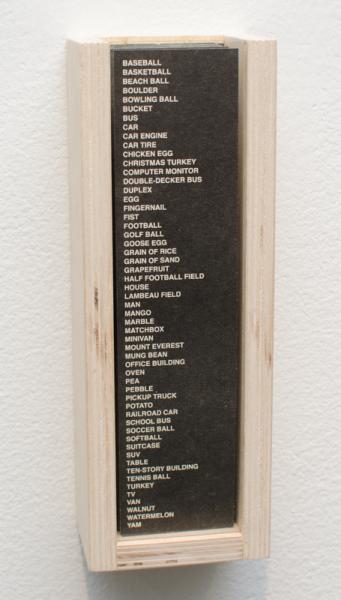 BASEBALL
BASKETBALL
BEACH BALL
BOULDER
BOWLING BALL
BUCKET
BUS
CAR
CAR ENGINE
CAR TIRE
CHICKEN EGG
CHRISTMAS TURKEY
COMPUTER MONITOR
DOUBLE-DECKER BUS
DUPLEX
EGG
FINGERNAIL
FIST
FOOTBALL
GOLF BALL
GOOSE EGG
GRAIN OF RICE
GRAIN OF SAND
GRAPEFRUIT
HALF FOOTBALL FIELD
HOUSE
LAMBEAU FIELD
MAN
MANGO
MARBLE
MATCHBOX
MINIVAN
MOUNT EVEREST
MUNG BEAN
OFFICE BUILDING
OVEN
PEA
PEBBLE
PICKUP TRUCK
POTATO
RAILROAD CAR
SCHOOL BUS
SOCCER BALL
SOFTBALL
SUITCASE
SUV
TABLE
TEN-STORY BUILDING
TENNIS BALL
TURKEY
TV
VAN
WALNUT
WATERMELON
YAM